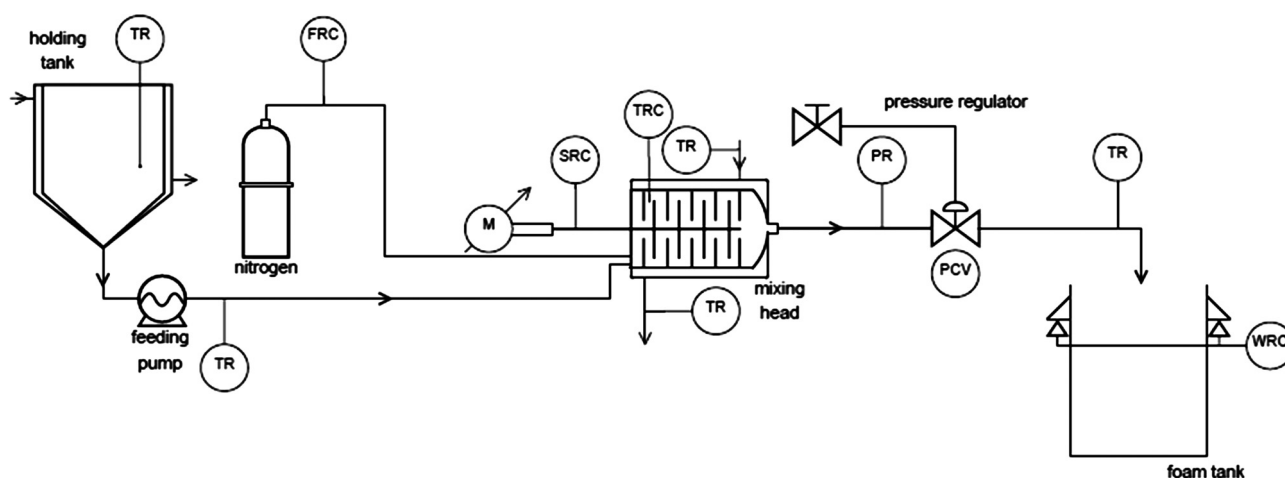 holding
tank
TR
FRC
nitrogen
feeding
pump
TR
M
SRC
TRC
TR
TR
mixing
head
pressure regulator
PR
PCV
TR
WRC
foam tank